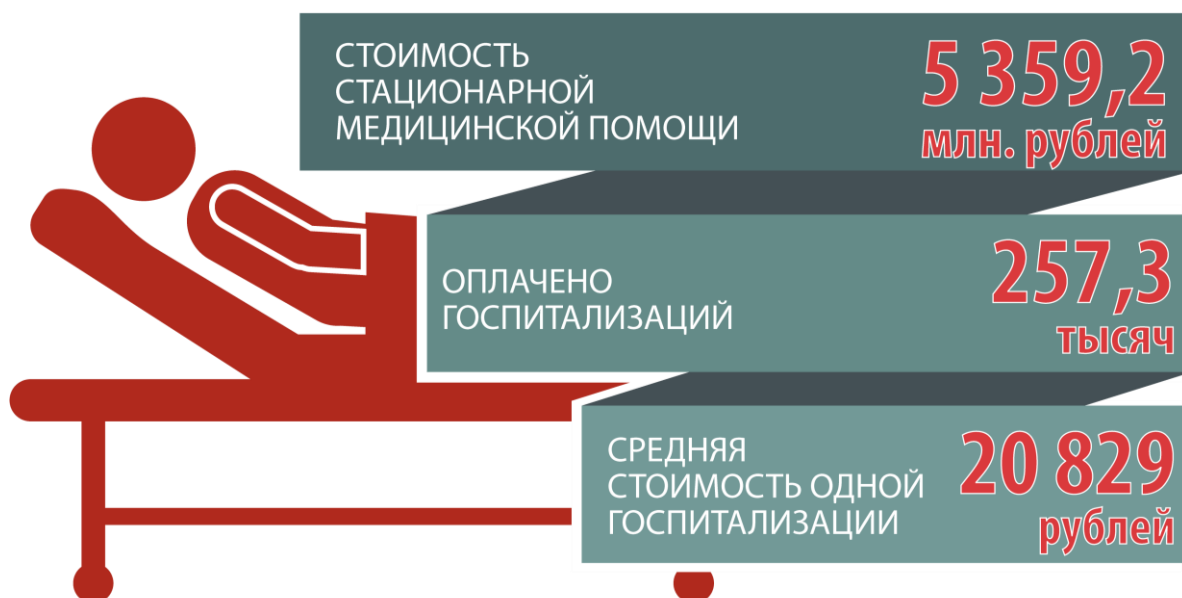 СТОИМОСТЬ
СТАЦИОНАРНОЙ
МЕДИЦИНСКОЙ ПОМОЩИ
5 359,2
млн. рублей
ОПЛАЧЕНО
ГОСПИТАЛИЗАЦИЙ
257,3
тысяч
СРЕДНЯЯ
СТОИМОСТЬ ОДНОЙ
ГОСПИТАЛИЗАЦИИ
20 829
рублей